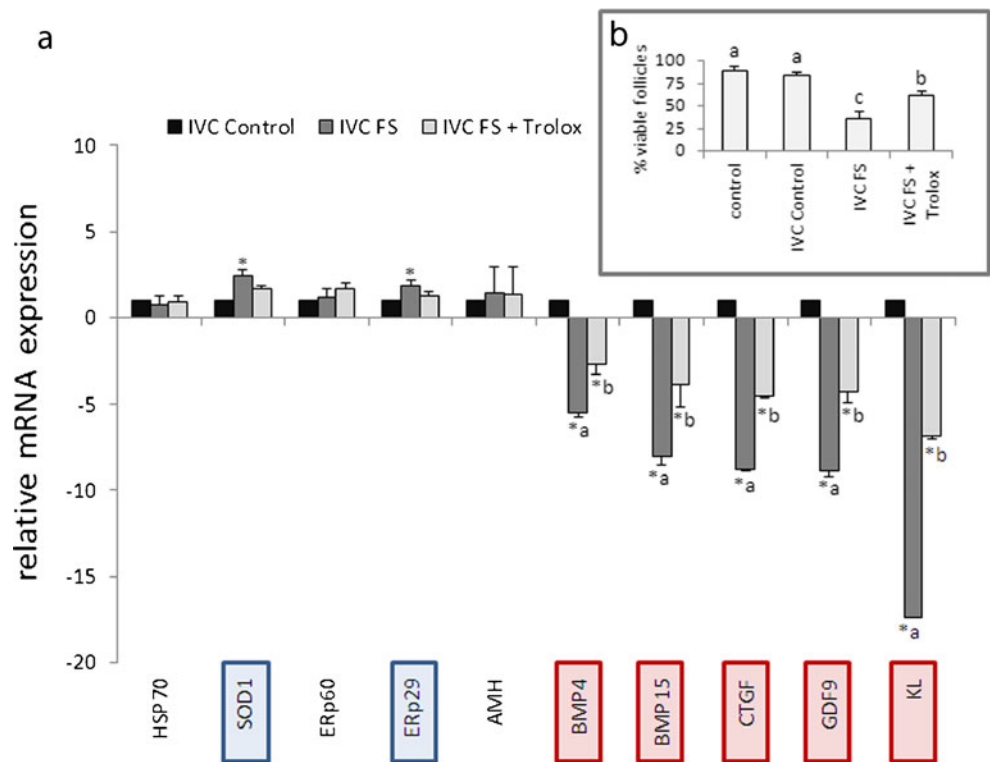 a
IVC Control IVC FS IVC FS + Trolox
relative mRNA expression
10
5
0
-5
-10
-15
-20
* * *a *b *a *b *a *b *a *b *a *b
HSP70 SOD1 ERp60 ERp29 AMH BMP4 BMP15 CTGF GDF9 KL
b
% viable follicles
100
75
50
25
0
a a c b
control IVC Control IVC FS IVC FS + Trolox